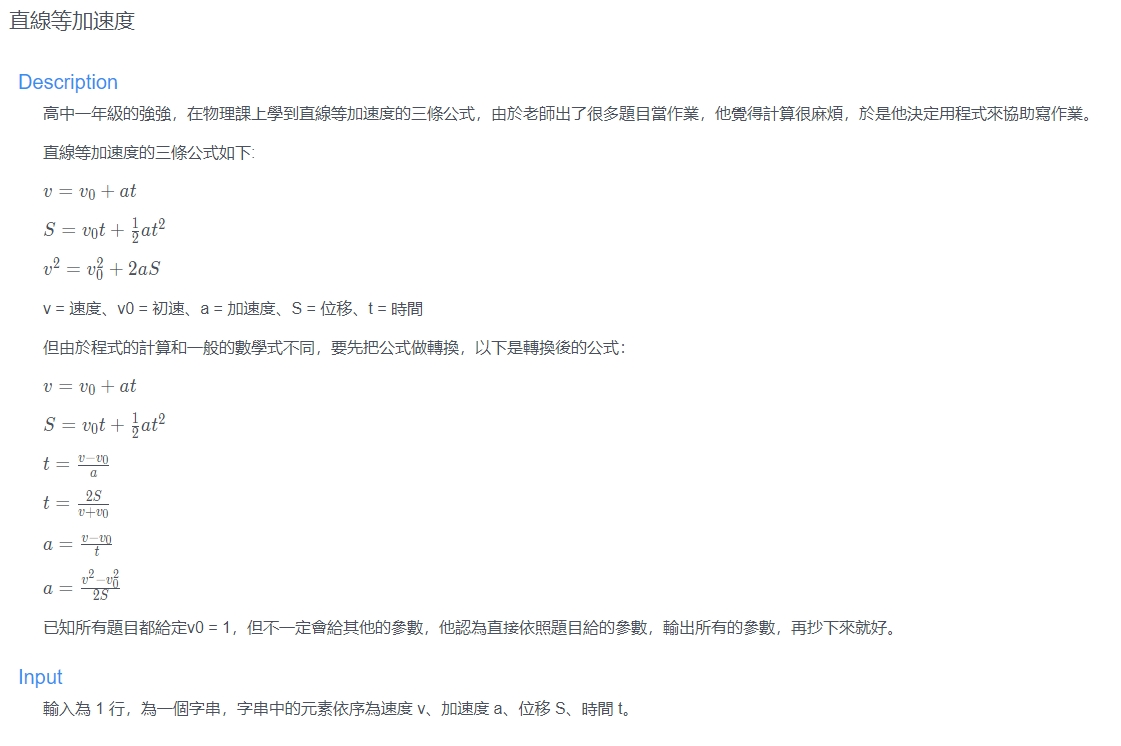 直線等加速度
Description
高中一年級的強強，在物理課上學到直線等加速度的三條公式，由於老師出了很多題目當作業，他覺得計算很麻煩，於是他決定用程式來協助寫作業。
直線等加速度的三條公式如下:
$v = v_0 + at$
$S = v_0t + \frac{1}{2}at^2$
$v^2 = v_0^2 + 2aS$
v = 速度、v0 = 初速、a = 加速度、S = 位移、t = 時間
但由於程式的計算和一般的數學式不同，要先把公式做轉換，以下是轉換後的公式：
$v = v_0 + at$
$S = v_0t + \frac{1}{2}at^2$
$t = \frac{v-v_0}{a}$
$t = \frac{2S}{v+v_0}$
$a = \frac{v-v_0}{t}$
$a = \frac{v^2-v_0^2}{2S}$
已知所有題目都給定v0 = 1，但不一定會給其他的參數，他認為直接依照題目給的參數，輸出所有的參數，再抄下來就好。
Input
輸入為 1 行，為一個字串，字串中的元素依序為速度 v、加速度 a、位移 S、時間 t。